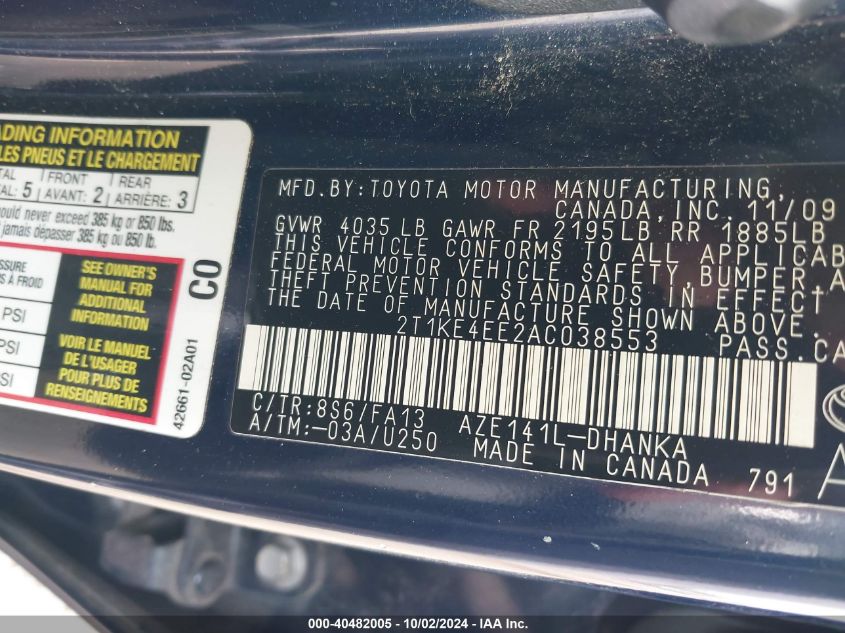 ADING INFORMATION
LES PNEUS ET LE CHARGEMENT
TAL
AL: 5
FRONT
AVANT: 2
REAR
ARRIÈRE: 3
ould never exceed 385 kg or 850 lbs.
jamais dépasser 385 kg ou 850 lb.
SSURE
S À FROID
PSI
PSI
SI
SEE OWNER'S
MANUAL FOR
ADDITIONAL
INFORMATION
VOIR LE MANUEL
DE L'USAGER
POUR PLUS DE
RENSEIGNEMENTS
C0
42661-02A01
MFD.BY:TOYOTA MOTOR MANUFACTURING,
CANADA, INC. 11/09
GVWR 4035 LB GAWR FR 2195LB RR 1885LB
THIS VEHICLE CONFORMS TO ALL APPLICAB
FEDERAL MOTOR VEHICLE SAFETY, BUMPER, A
THEFT PREVENTION STANDARDS IN EFFECT O
THE DATE OF MANUFACTURE SHOWN ABOVE.
2T1KE4EE2AC038553 PASS.CA
C/TR:8S6/FA13 AZE141L-DHANKA
A/TM:-03A/U250 MADE IN CANADA 791
A
000-40482005 - 10/02/2024 - IAA Inc.